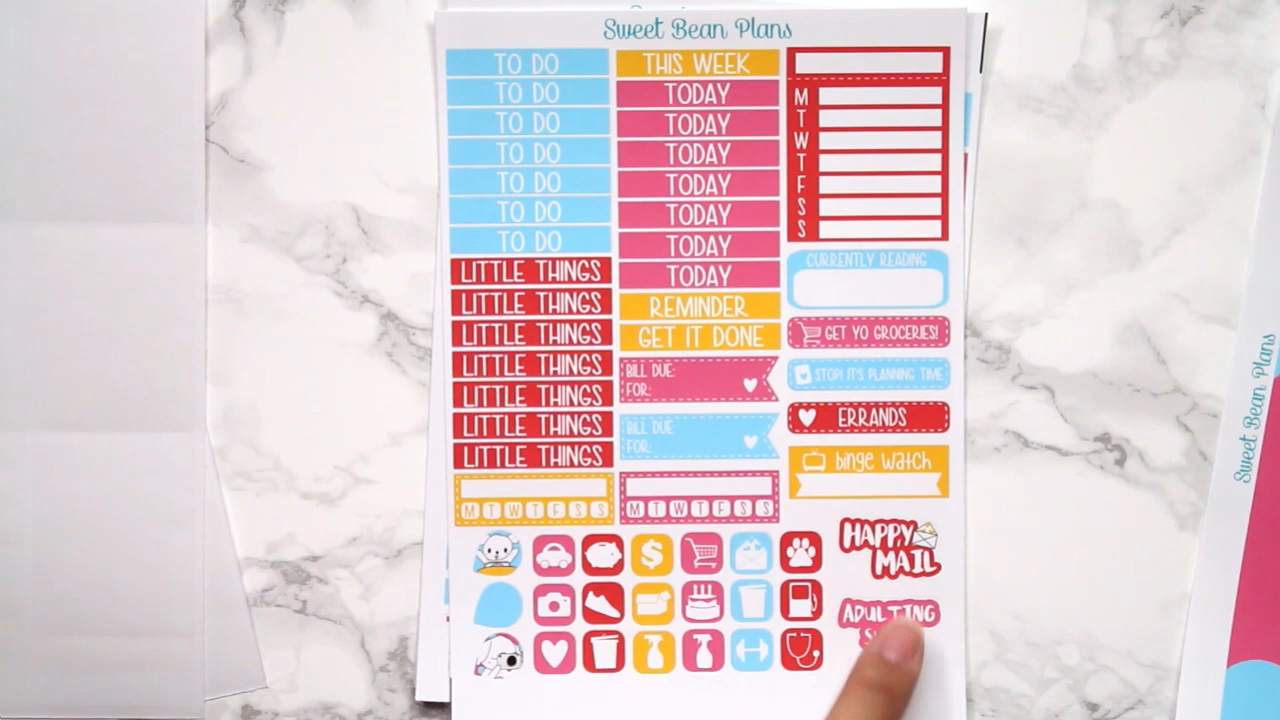 Sweet Bean Plans
TO DO
TO DO
TO DO
TO DO
TO DO
TO DO
TO DO
LITTLE THINGS
LITTLE THINGS
LITTLE THINGS
LITTLE THINGS
LITTLE THINGS
LITTLE THINGS
LITTLE THINGS
M T W T F S S
THIS WEEK
TODAY
TODAY
TODAY
TODAY
TODAY
TODAY
TODAY
REMINDER
GET IT DONE
BILL DUE:
FOR:
BILL DUE:
FOR:
M T W T F S S
M
T
W
T
F
S
S
CURRENTLY READING
GET YO GROCERIES!
STOP! IT'S PLANNING TIME
ERRANDS
binge watch
$
HAPPY
MAIL
ADULTING
Sweet Bean Plans